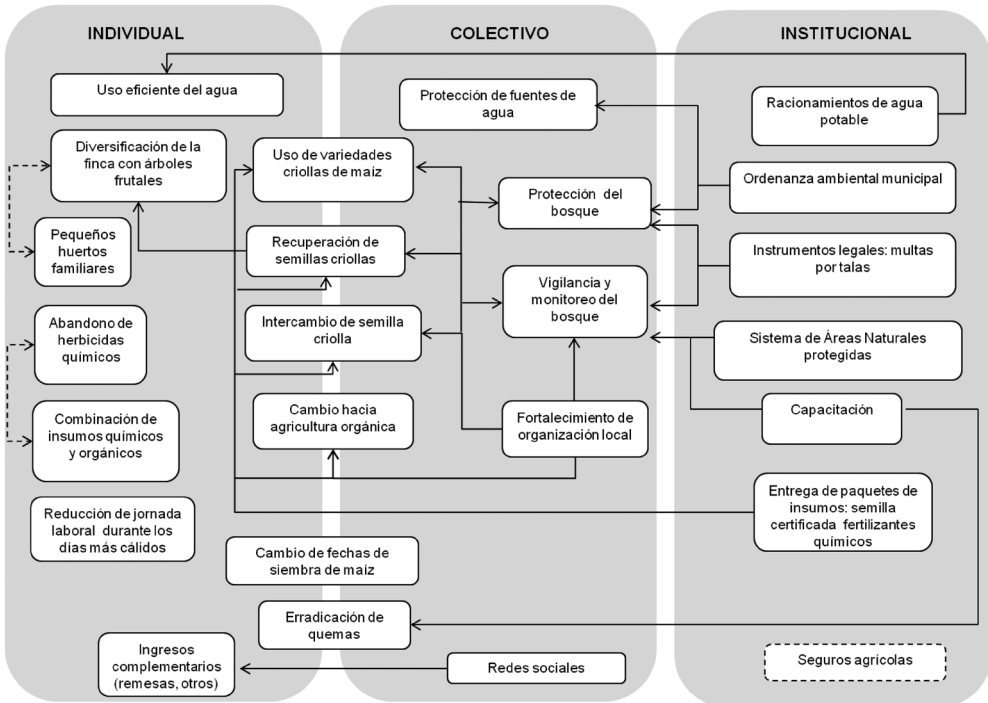 INDIVIDUAL
COLECTIVO
INSTITUCIONAL
Uso eficiente del agua
Diversificación de la
finca con árboles
frutales
Pequeños
huertos
familiares
Abandono de
herbicidas
químicos
Combinación de
insumos químicos
y orgánicos
Reducción de jornada
laboral durante los
días más cálidos
Ingresos
complementarios
(remesas, otros)
Uso de variedades
criollas de maíz
Recuperación de
semillas criollas
Intercambio de semilla
criolla
Cambio hacia
agricultura orgánica
Cambio de fechas de
siembra de maíz
Erradicación de
quemas
Protección de fuentes de
agua
Protección del
bosque
Vigilancia y
monitoreo del
bosque
Fortalecimiento de
organización local
Redes sociales
Racionamientos de agua
potable
Ordenanza ambiental municipal
Instrumentos legales: multas
por talas
Sistema de Áreas Naturales
protegidas
Capacitación
Entrega de paquetes de
insumos: semilla
certificada fertilizantes
químicos
Seguros agrícolas